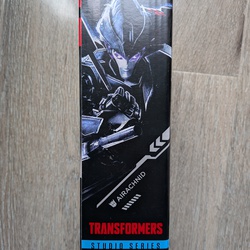 AIRACHNID
TRANSFORMERS
STUDIO SERIES